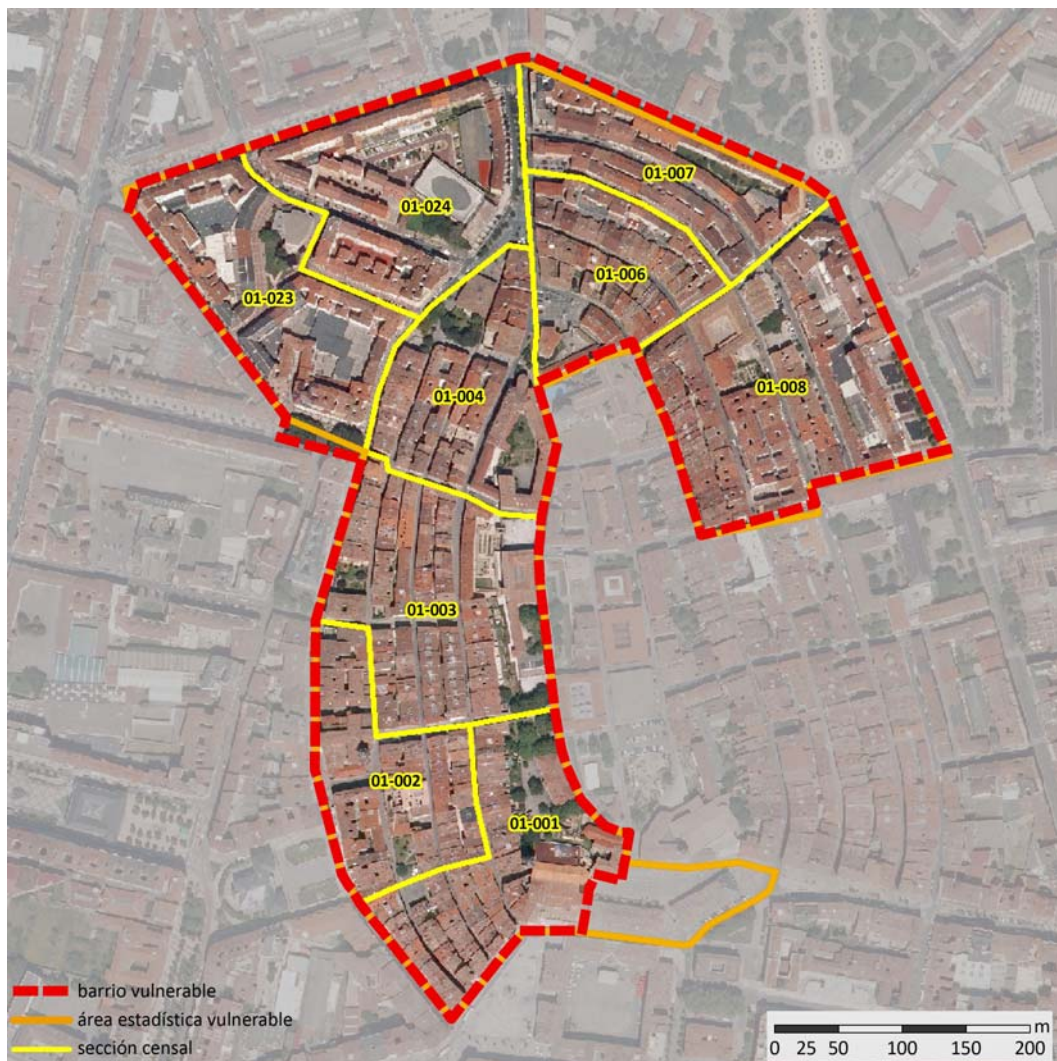 01-007
01-024
01-006
01-023
01-008
01-004
01-003
01-002
01-001
barrio vulnerable
área estadística vulnerable
sección censal
m
0 25 50 100 150 200